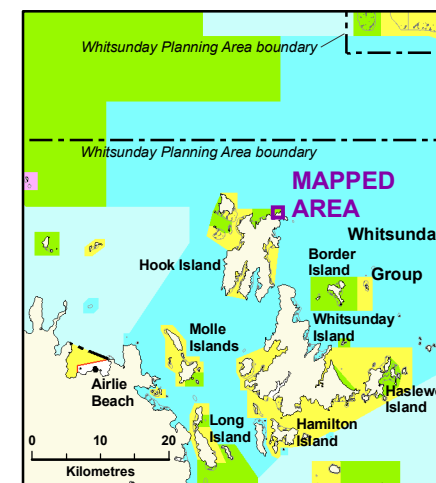 Whitsunday Planning Area boundary
Whitsunday Planning Area boundary
MAPPED
AREA
Whitsunda
Group
Hook Island
Border
Island
Whitsunday
Island
Molle
Islands
Airlie
Beach
Haslew
Island
Long
Island
Hamilton
Island
0 10 20
Kilometres